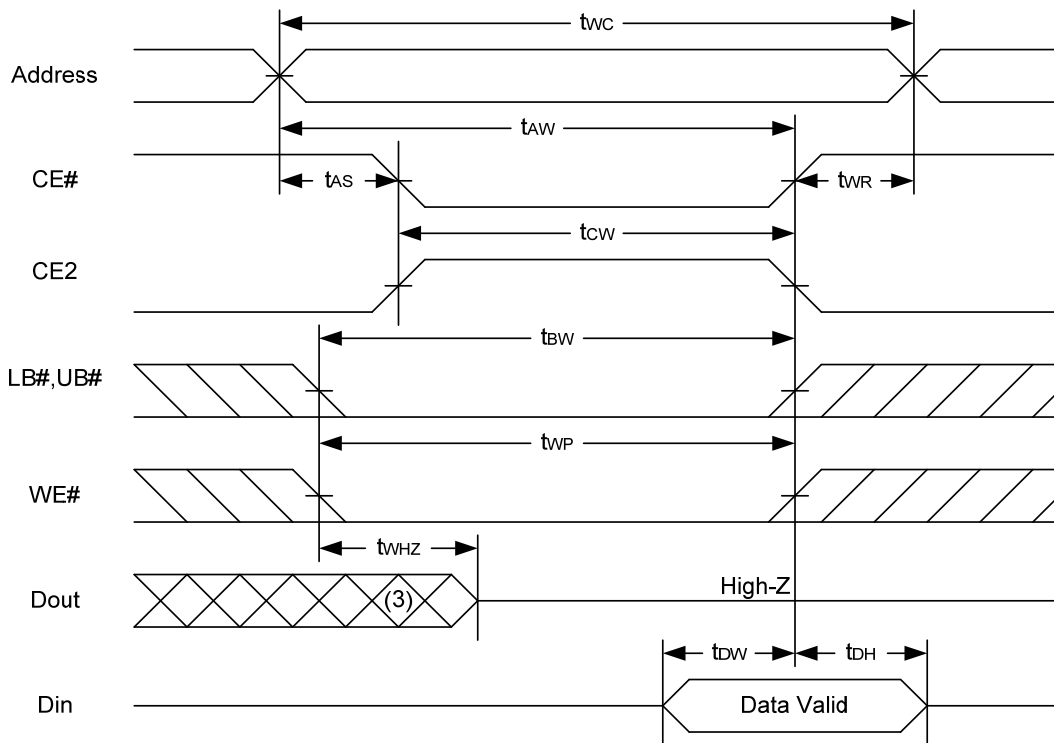 tWC
Address
tAW
CE#
tAS
tWR
tCW
CE2
tBW
LB#,UB#
tWP
WE#
tWHZ
Dout
(3)
High-Z
tDW
tDH
Din
Data Valid